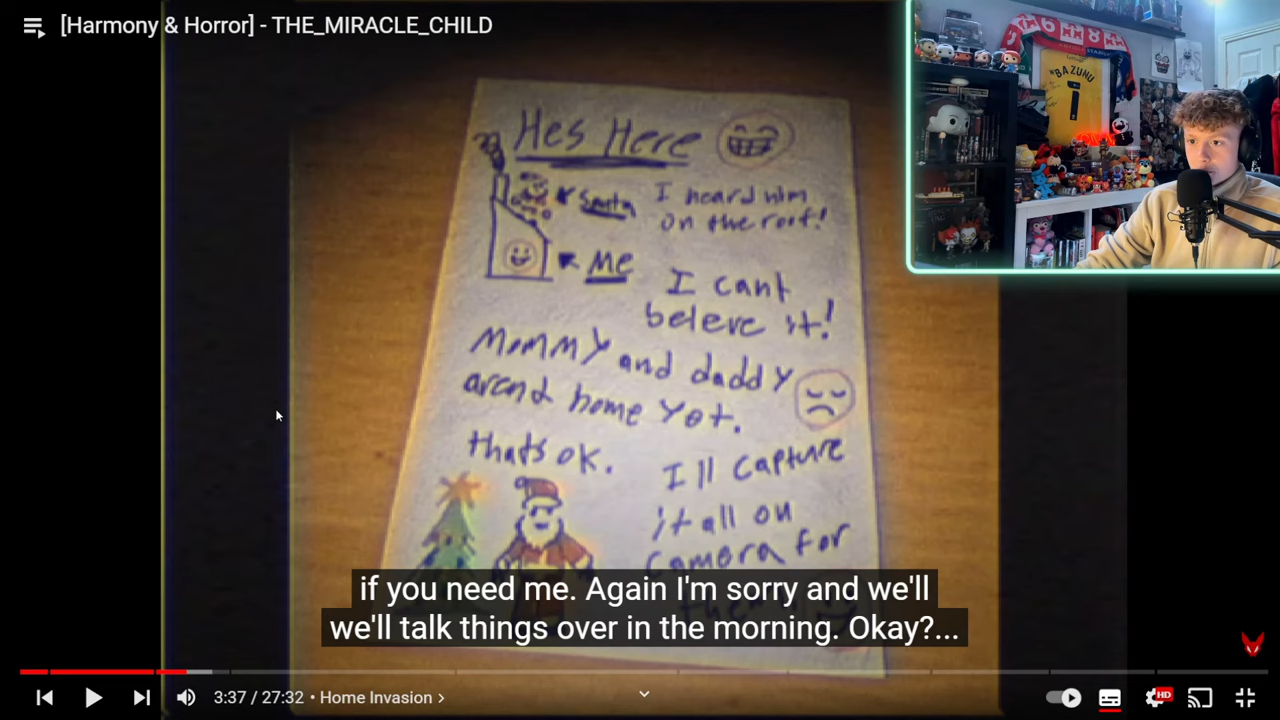 [Harmony & Horror] - THE_MIRACLE_CHILD
BAZUNU
1
Hes Here
Santa
I heard him
on the roof!
Me
I cant
beleve it!
Mommy and daddy
arent home yet.
thats ok.
I ll capture
it all on
camera for
if you need me. Again I'm sorry and we'll
we'll talk things over in the morning. Okay?...
3:37 / 27:32 • Home Invasion >
HD